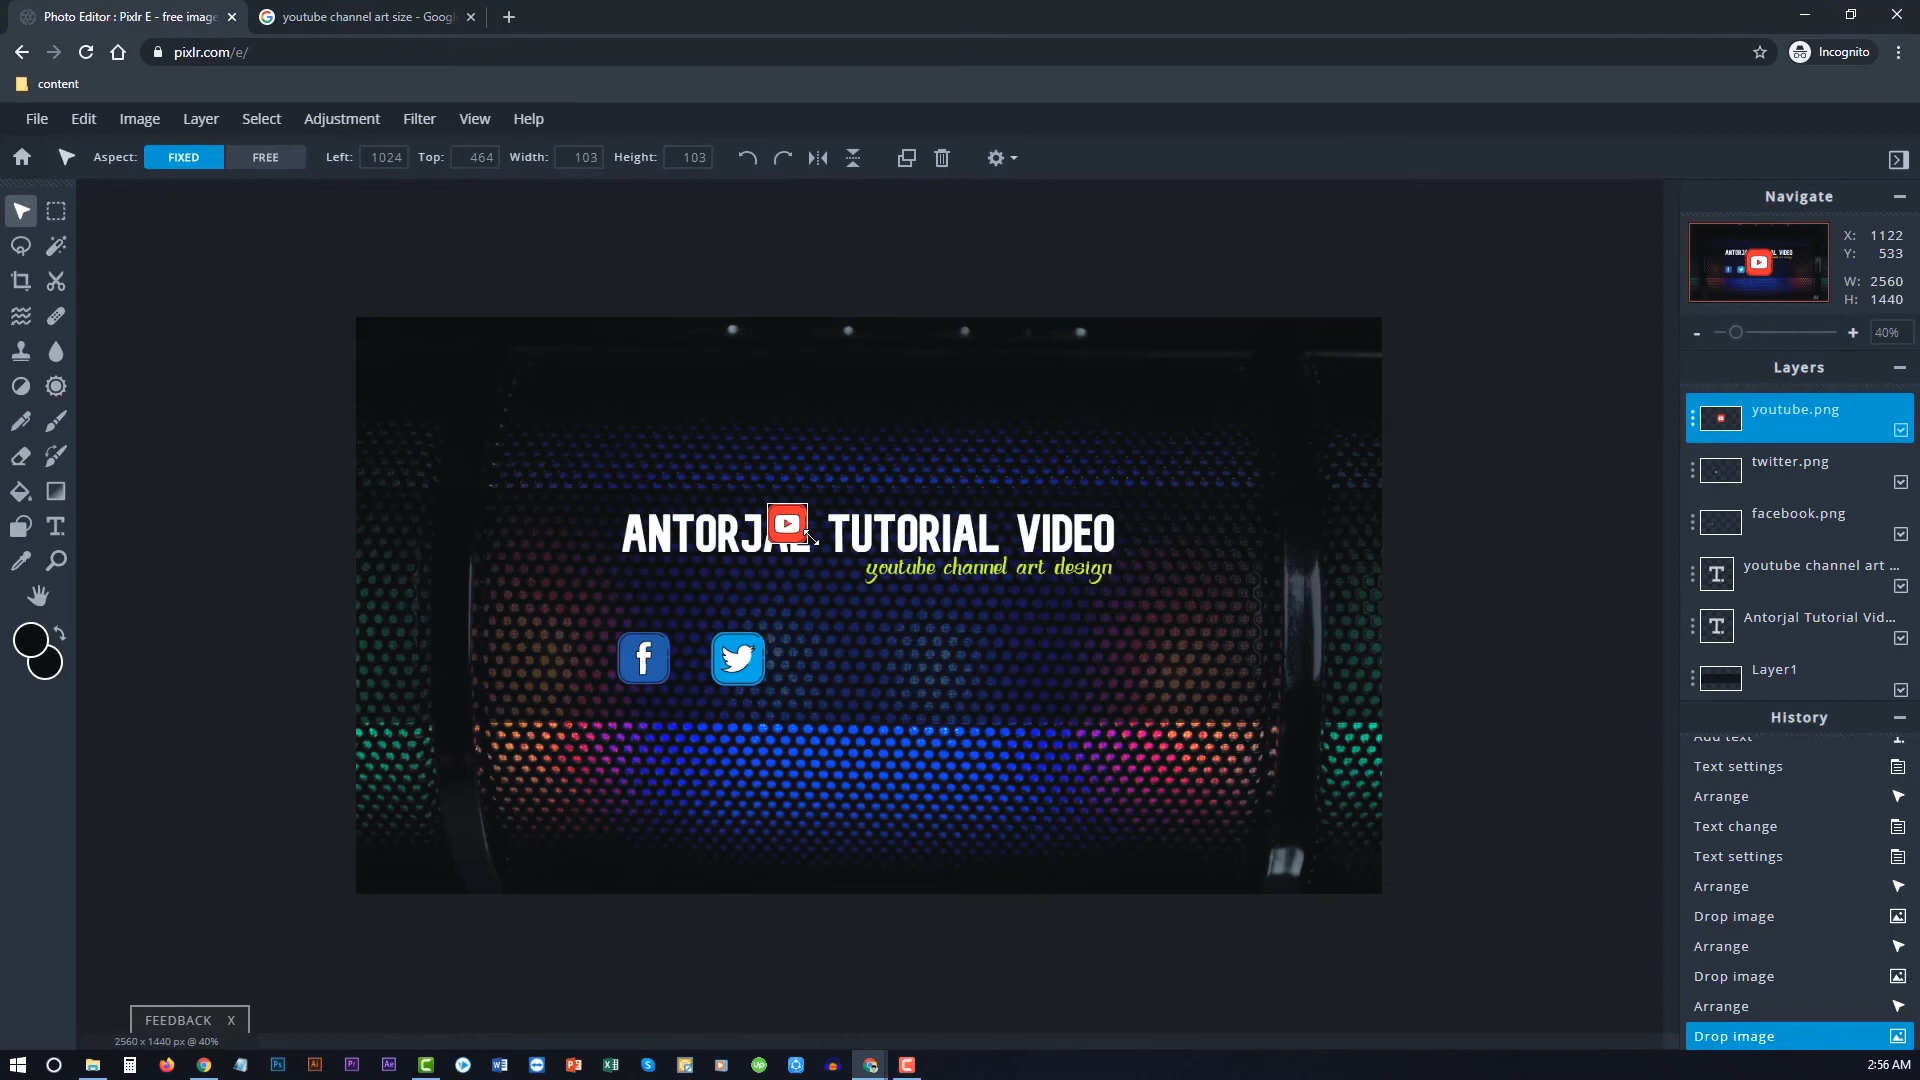 Photo Editor : Pixlr E - free image
youtube channel art size - Googl
pixlr.com/e/
Incognito
content
File Edit Image Layer Select Adjustment Filter View Help
Aspect: FIXED FREE Left: 1024 Top: 464 Width: 103 Height: 103
Navigate
X: 1122
Y: 533
W: 2560
H: 1440
- + 40%
Layers
youtube.png
twitter.png
facebook.png
youtube channel art ...
Antorjal Tutorial Vid...
Layer1
ANTORJAL TUTORIAL VIDEO
youtube channel art design
History
Add text
Text settings
Arrange
Text change
Text settings
Arrange
Drop image
Arrange
Drop image
Arrange
Drop image
FEEDBACK X
2560 x 1440 px @ 40%
2:56 AM